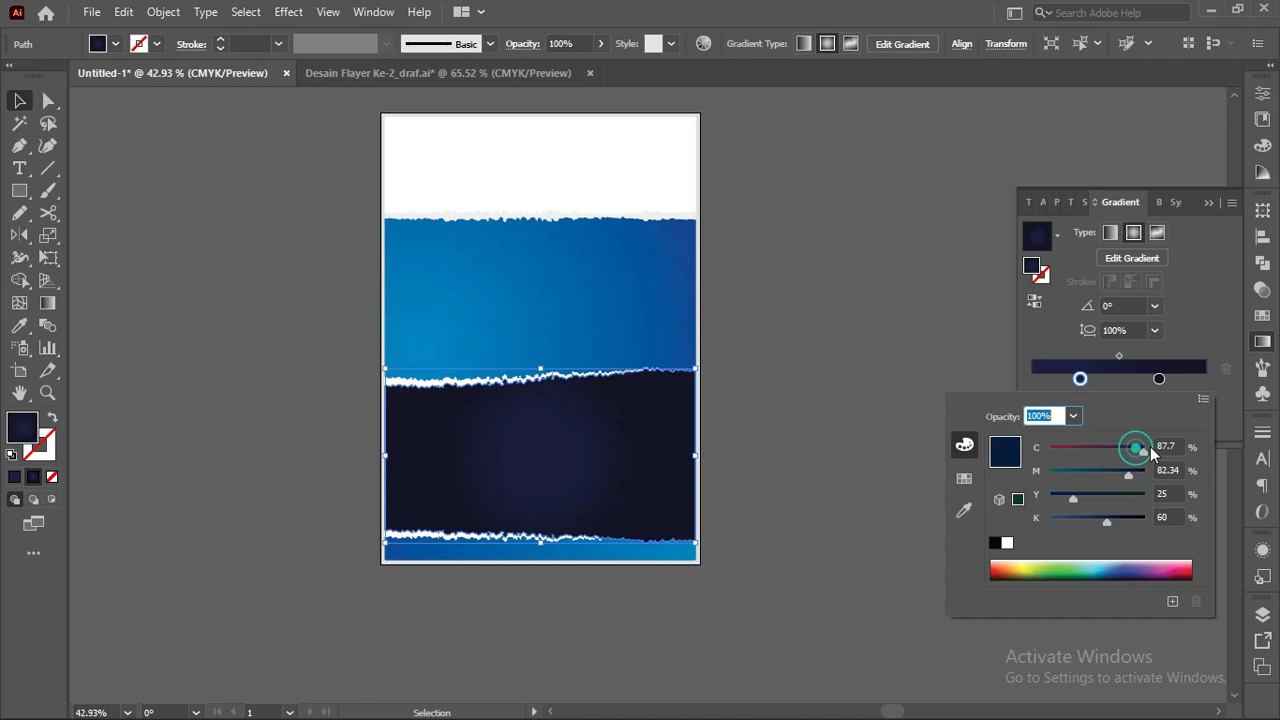 Ai File Edit Object Type Select Effect View Window Help Search Adobe Help
Path Stroke: Basic Opacity: 100% Style: Gradient Type: Edit Gradient Align Transform
Untitled-1* @ 42.93 % (CMYK/Preview) × Desain Flayer Ke-2_draf.ai* @ 65.52 % (CMYK/Preview) ×
T A P T S Gradient B Sy
Type:
Edit Gradient
Strokes
0°
100%
Opacity: 100%
C 87.7 %
M 82.34 %
Y 25 %
K 60 %
Activate Windows
Go to Settings to activate Windows.
42.93% 0° 1 Selection